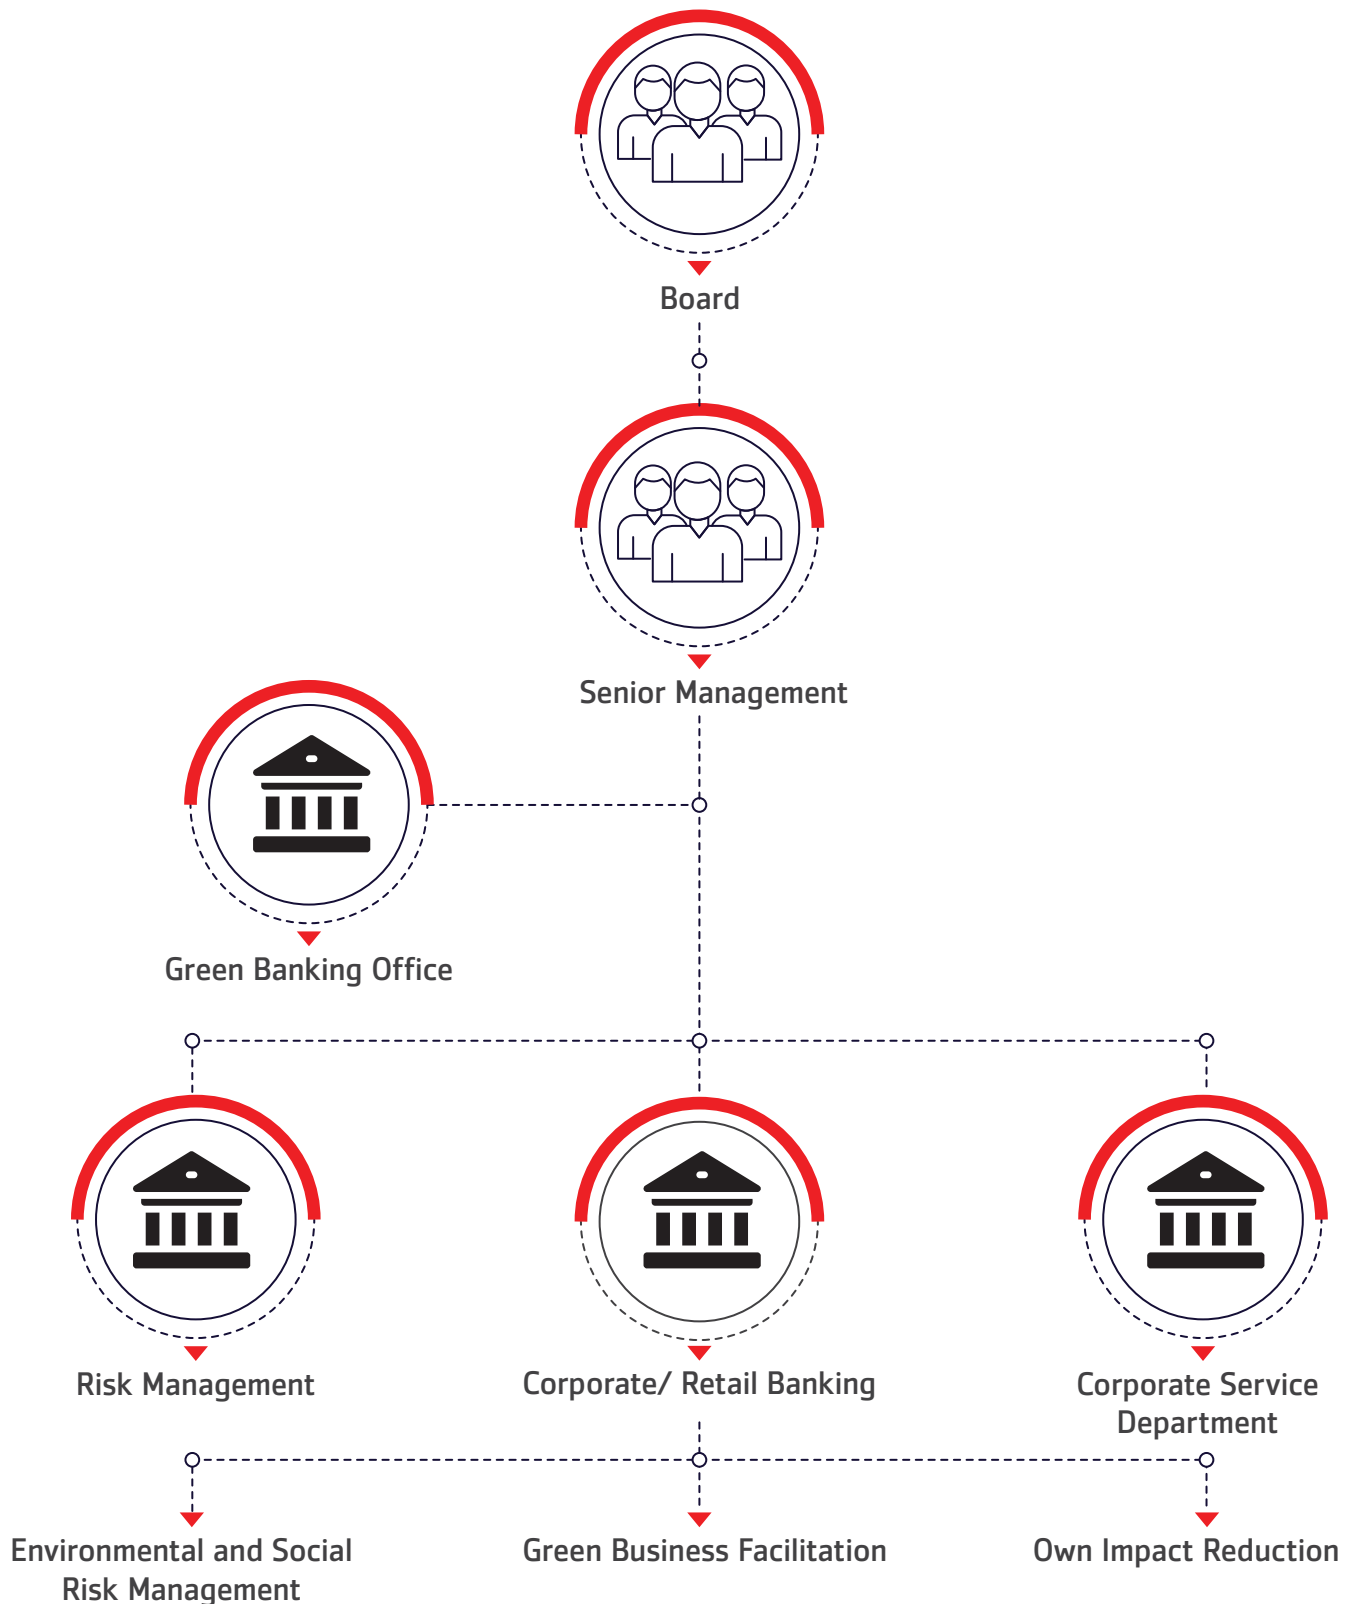 Board
Senior Management
Green Banking Office
Risk Management
Corporate/ Retail Banking
Corporate Service
Department
Environmental and Social
Risk Management
Green Business Facilitation
Own Impact Reduction